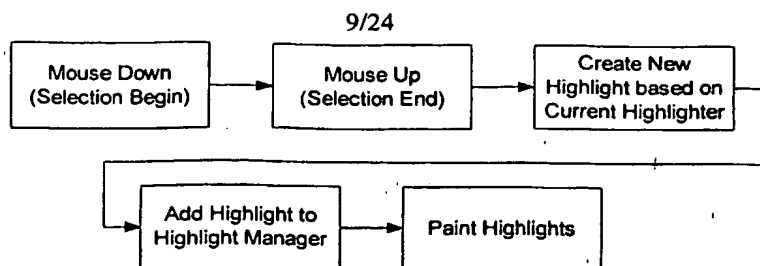 9/24
Mouse Down
(Selection Begin)
Mouse Up
(Selection End)
Create New
Highlight based on
Current Highlighter
Add Highlight to
Highlight Manager
Paint Highlights